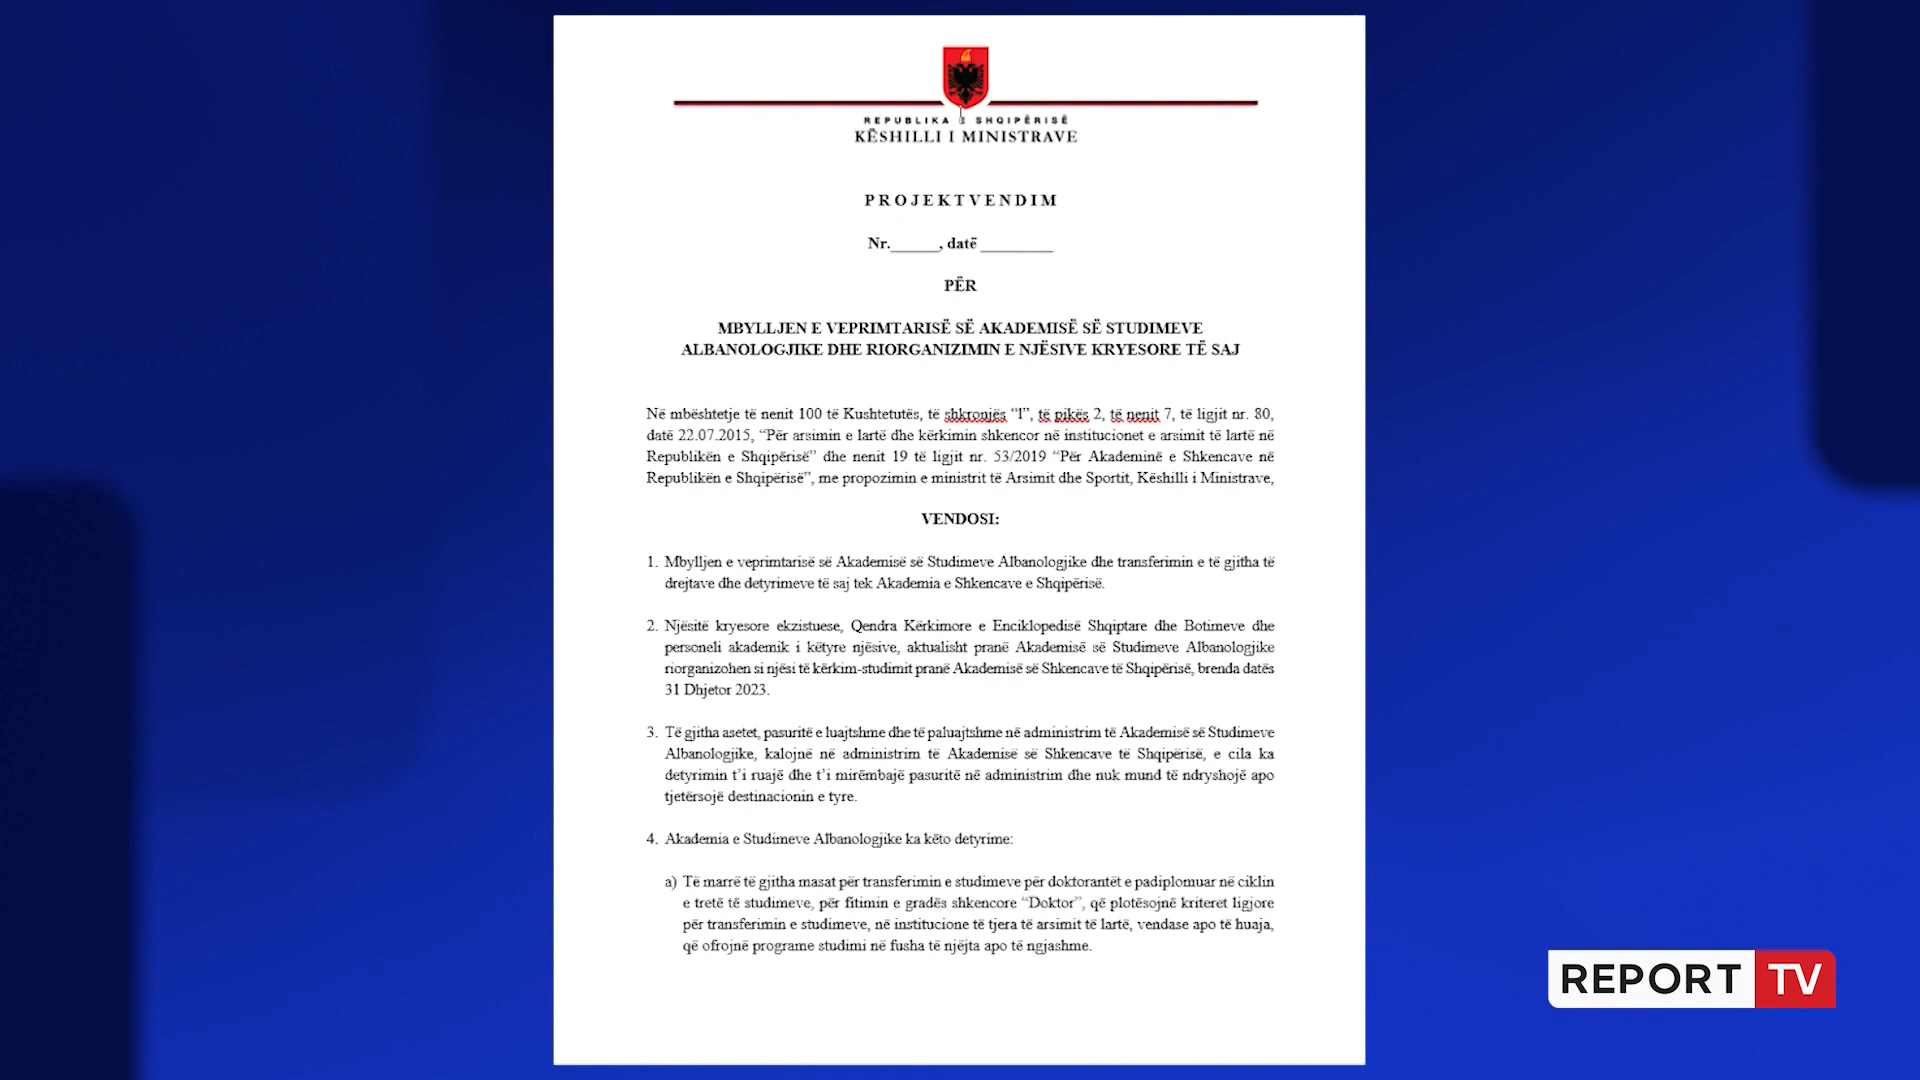 REPUBLIKA E SHQIPËRISË
KËSHILLI I MINISTRAVE
PROJEKTVENDIM
Nr.______, datë _________
PËR
MBYLLJEN E VEPRIMTARISË SË AKADEMISË SË STUDIMEVE
ALBANOLOGJIKE DHE RIORGANIZIMIN E NJËSIVE KRYESORE TË SAJ
Në mbështetje të nenit 100 të Kushtetutës, të shkronjës “l”, të pikës 2, të nenit 7, të ligjit nr. 80,
datë 22.07.2015, “Për arsimin e lartë dhe kërkimin shkencor në institucionet e arsimit të lartë në
Republikën e Shqipërisë” dhe nenit 19 të ligjit nr. 53/2019 “Për Akademinë e Shkencave në
Republikën e Shqipërisë”, me propozimin e ministrit të Arsimit dhe Sportit, Këshilli i Ministrave,
VENDOSI:
1. Mbylljen e veprimtarisë së Akademisë së Studimeve Albanologjike dhe transferimin e të gjitha të
drejtave dhe detyrimeve të saj tek Akademia e Shkencave e Shqipërisë.
2. Njësitë kryesore ekzistuese, Qendra Kërkimore e Enciklopedisë Shqiptare dhe Botimeve dhe
personeli akademik i këtyre njësive, aktualisht pranë Akademisë së Studimeve Albanologjike
riorganizohen si njësi të kërkim-studimit pranë Akademisë së Shkencave të Shqipërisë, brenda datës
31 Dhjetor 2023.
3. Të gjitha asetet, pasuritë e luajtshme dhe të paluajtshme në administrim të Akademisë së Studimeve
Albanologjike, kalojnë në administrim të Akademisë së Shkencave të Shqipërisë, e cila ka
detyrimin t’i ruajë dhe t’i mirëmbajë pasuritë në administrim dhe nuk mund të ndryshojë apo
tjetërsojë destinacionin e tyre.
4. Akademia e Studimeve Albanologjike ka këto detyrime:
a) Të marrë të gjitha masat për transferimin e studimeve për doktorantët e padiplomuar në ciklin
e tretë të studimeve, për fitimin e gradës shkencore “Doktor”, që plotësojnë kriteret ligjore
për transferimin e studimeve, në institucione të tjera të arsimit të lartë, vendase apo të huaja,
që ofrojnë programe studimi në fusha të njëjta apo të ngjashme.
REPORT TV